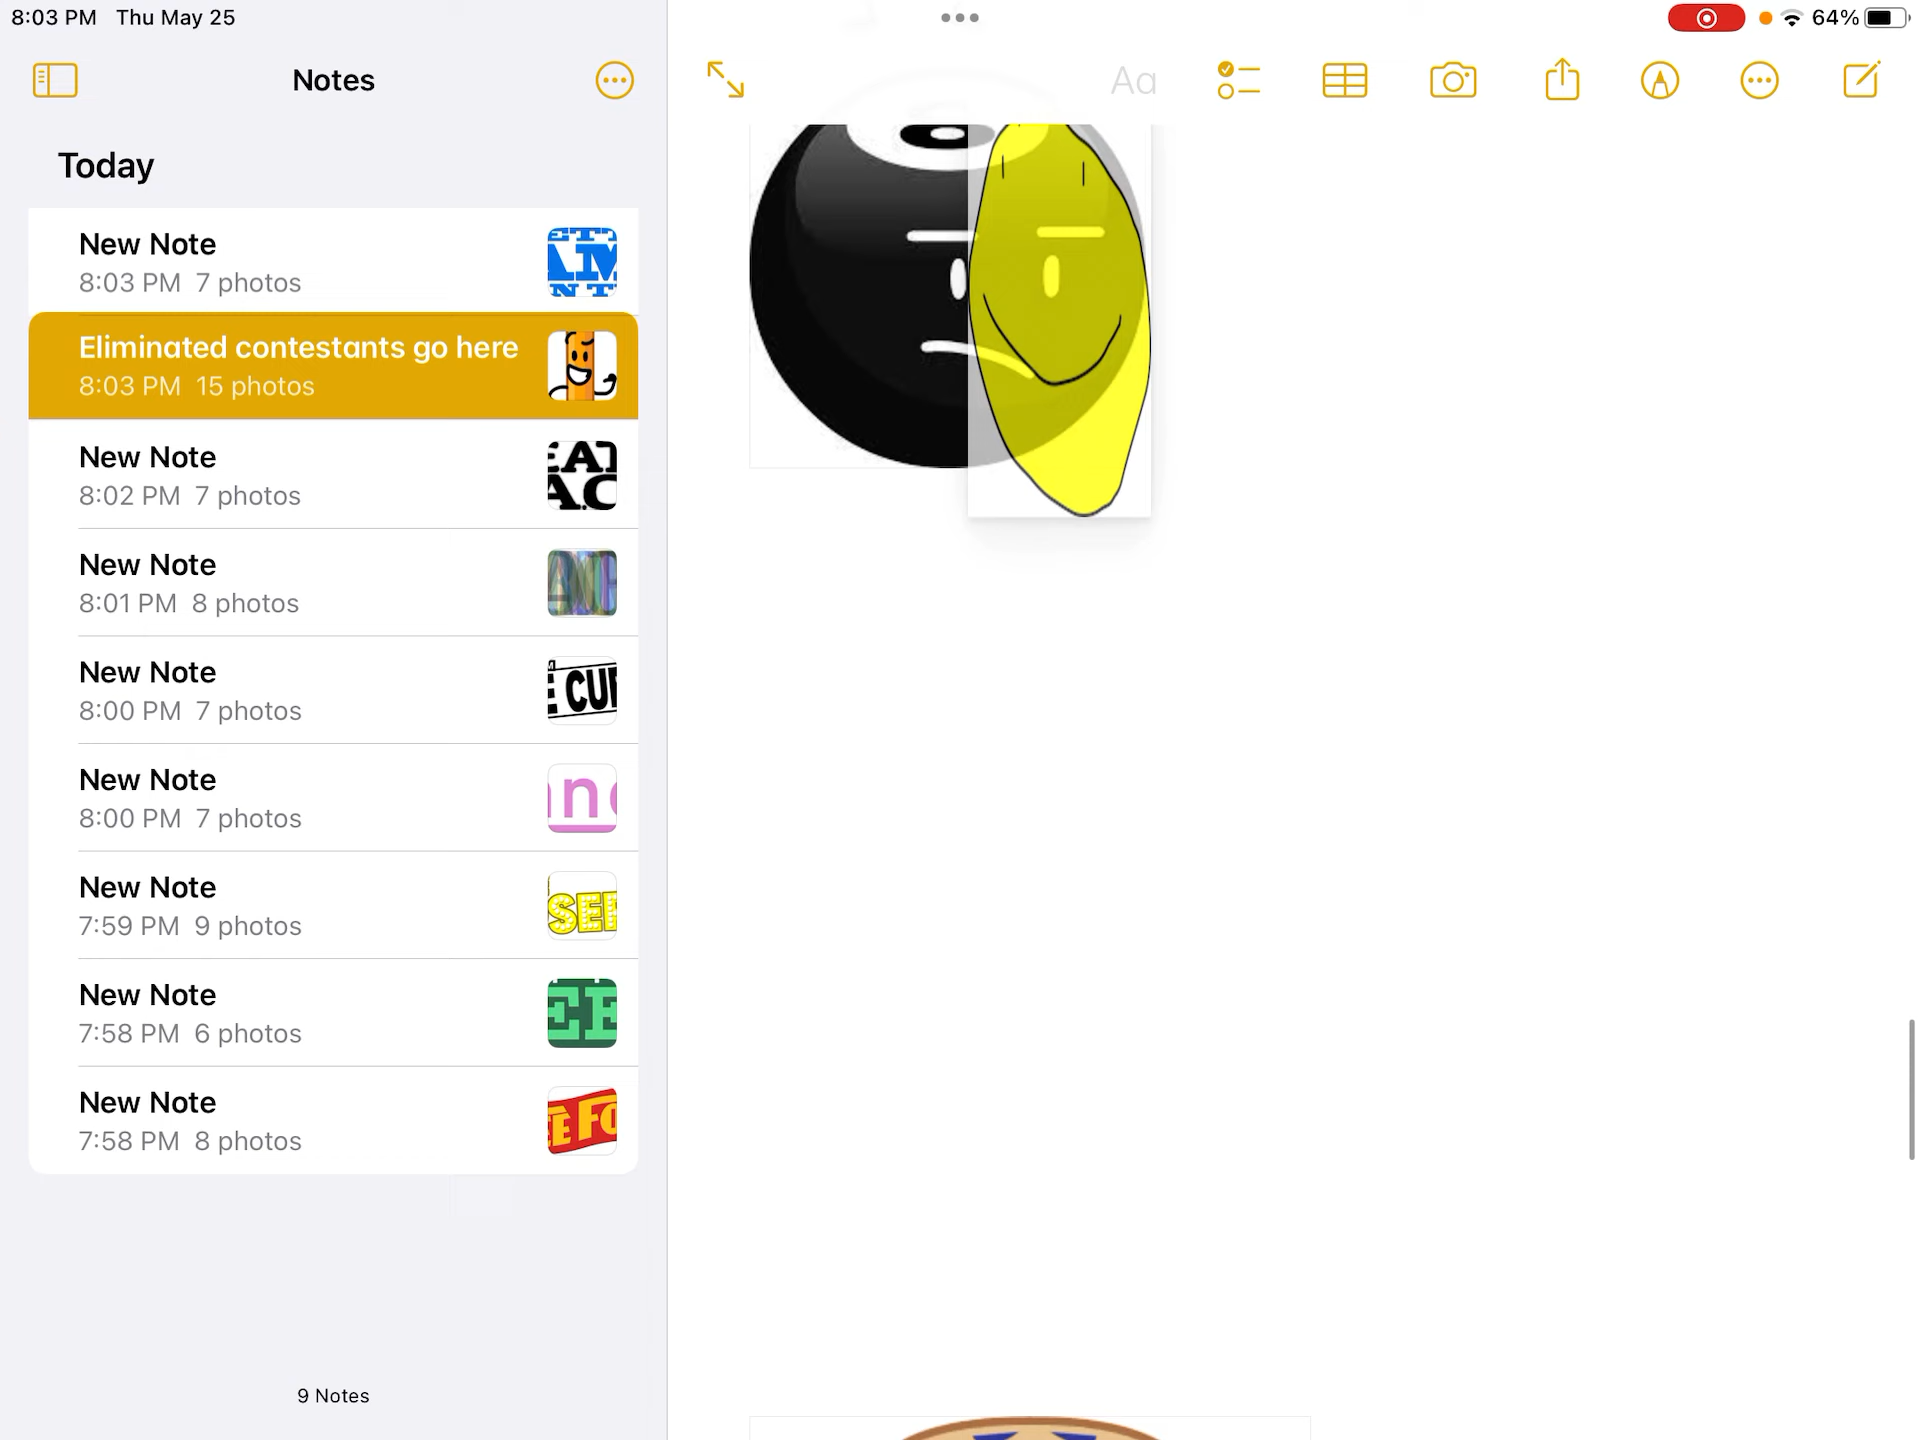 8:03 PM Thu May 25
64%
Notes
Aa
Today
New Note
8:03 PM 7 photos
Eliminated contestants go here
8:03 PM 15 photos
New Note
8:02 PM 7 photos
New Note
8:01 PM 8 photos
New Note
8:00 PM 7 photos
CU
New Note
8:00 PM 7 photos
n
New Note
7:59 PM 9 photos
SE
New Note
7:58 PM 6 photos
New Note
7:58 PM 8 photos
FO
9 Notes